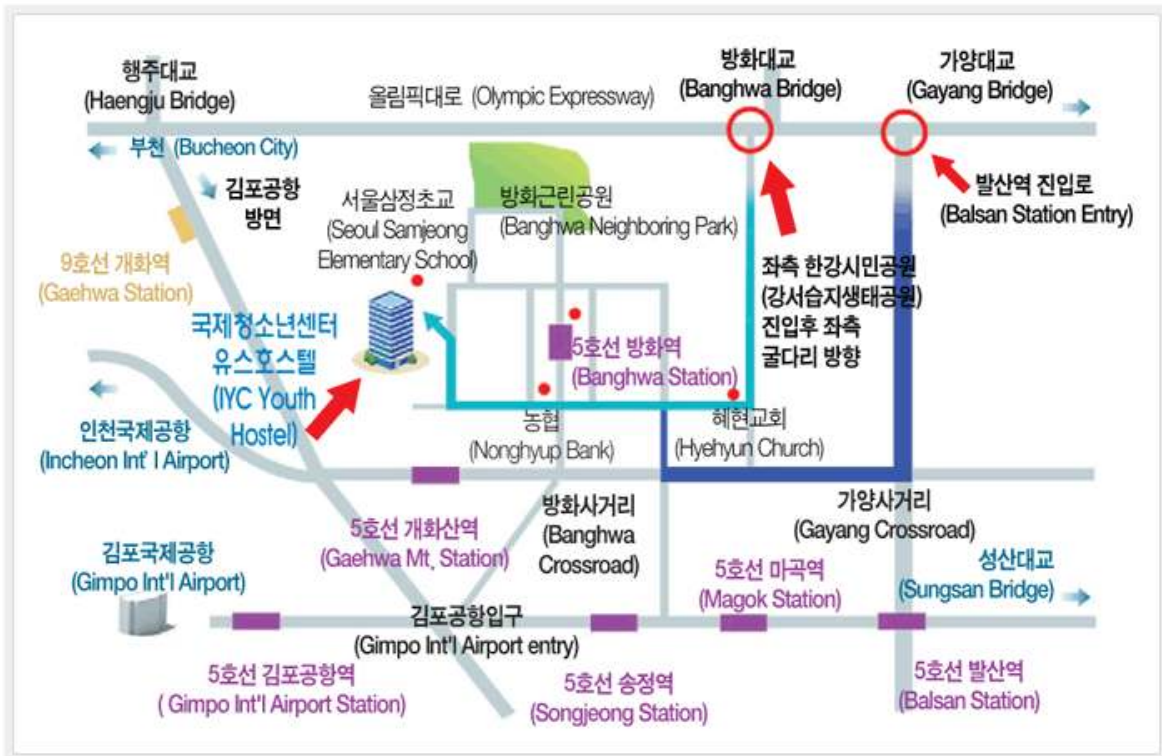 행주대교
(Haengju Bridge)
올림픽대로 (Olympic Expressway)
방화대교
(Banghwa Bridge)
가양대교
(Gayang Bridge)
부천 (Bucheon City)
김포공항
방면
서울삼정초교
(Seoul Samjeong
Elementary School)
방화근린공원
(Banghwa Neighboring Park)
발산역 진입로
(Balsan Station Entry)
9호선 개화역
(Gaehwa Station)
좌측 한강시민공원
(강서습지생태공원)
진입후 좌측
굴다리 방향
국제청소년센터
유스호스텔
(IYC Youth
Hostel)
5호선 방화역
(Banghwa Station)
인천국제공항
(Incheon Int' l Airport)
농협
(Nonghyup Bank)
혜현교회
(Hyehyun Church)
5호선 개화산역
(Gaehwa Mt. Station)
방화사거리
(Banghwa
Crossroad)
가양사거리
(Gayang Crossroad)
김포국제공항
(Gimpo Int'l Airport)
5호선 마곡역
(Magok Station)
성산대교
(Sungsan Bridge)
김포공항입구
(Gimpo Int'l Airport entry)
5호선 김포공항역
( Gimpo Int'l Airport Station)
5호선 송정역
(Songjeong Station)
5호선 발산역
(Balsan Station)